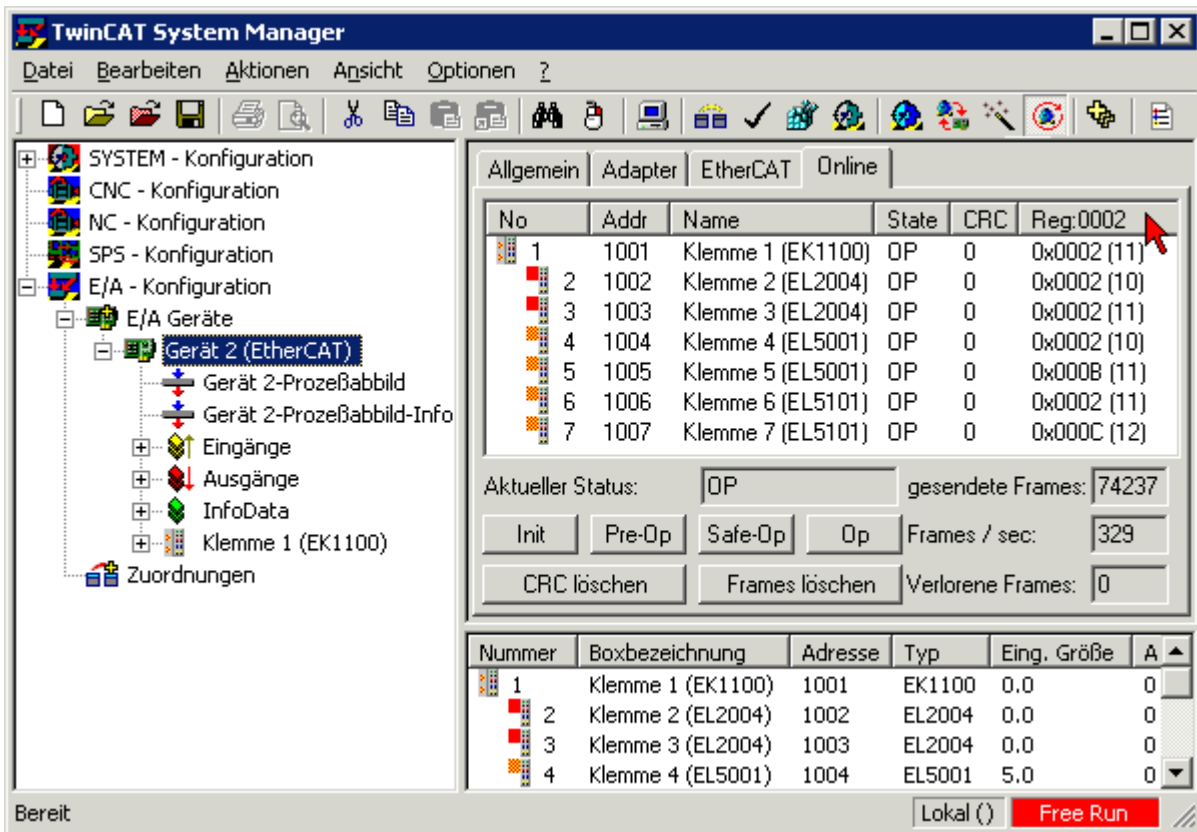 TwinCAT System Manager
Datei Bearbeiten Aktionen Ansicht Optionen ?
SYSTEM - Konfiguration
CNC - Konfiguration
NC - Konfiguration
SPS - Konfiguration
E/A - Konfiguration
E/A Geräte
Gerät 2 (EtherCAT)
Gerät 2-Prozeßabbild
Gerät 2-Prozeßabbild-Info
Eingänge
Ausgänge
InfoData
Klemme 1 (EK1100)
Zuordnungen
Allgemein Adapter EtherCAT Online
No Addr Name State CRC Reg:0002
1 1001 Klemme 1 (EK1100) OP 0 0x0002 (11)
2 1002 Klemme 2 (EL2004) OP 0 0x0002 (10)
3 1003 Klemme 3 (EL2004) OP 0 0x0002 (11)
4 1004 Klemme 4 (EL5001) OP 0 0x0002 (10)
5 1005 Klemme 5 (EL5001) OP 0 0x000B (11)
6 1006 Klemme 6 (EL5101) OP 0 0x0002 (11)
7 1007 Klemme 7 (EL5101) OP 0 0x000C (12)
Aktueller Status: OP gesendete Frames: 74237
Init Pre-Op Safe-Op Op Frames / sec: 329
CRC löschen Frames löschen Verlorene Frames: 0
Nummer Boxbezeichnung Adresse Typ Eing. Größe A
1 Klemme 1 (EK1100) 1001 EK1100 0.0 0
2 Klemme 2 (EL2004) 1002 EL2004 0.0 0
3 Klemme 3 (EL2004) 1003 EL2004 0.0 0
4 Klemme 4 (EL5001) 1004 EL5001 5.0 0
Bereit Lokal () Free Run